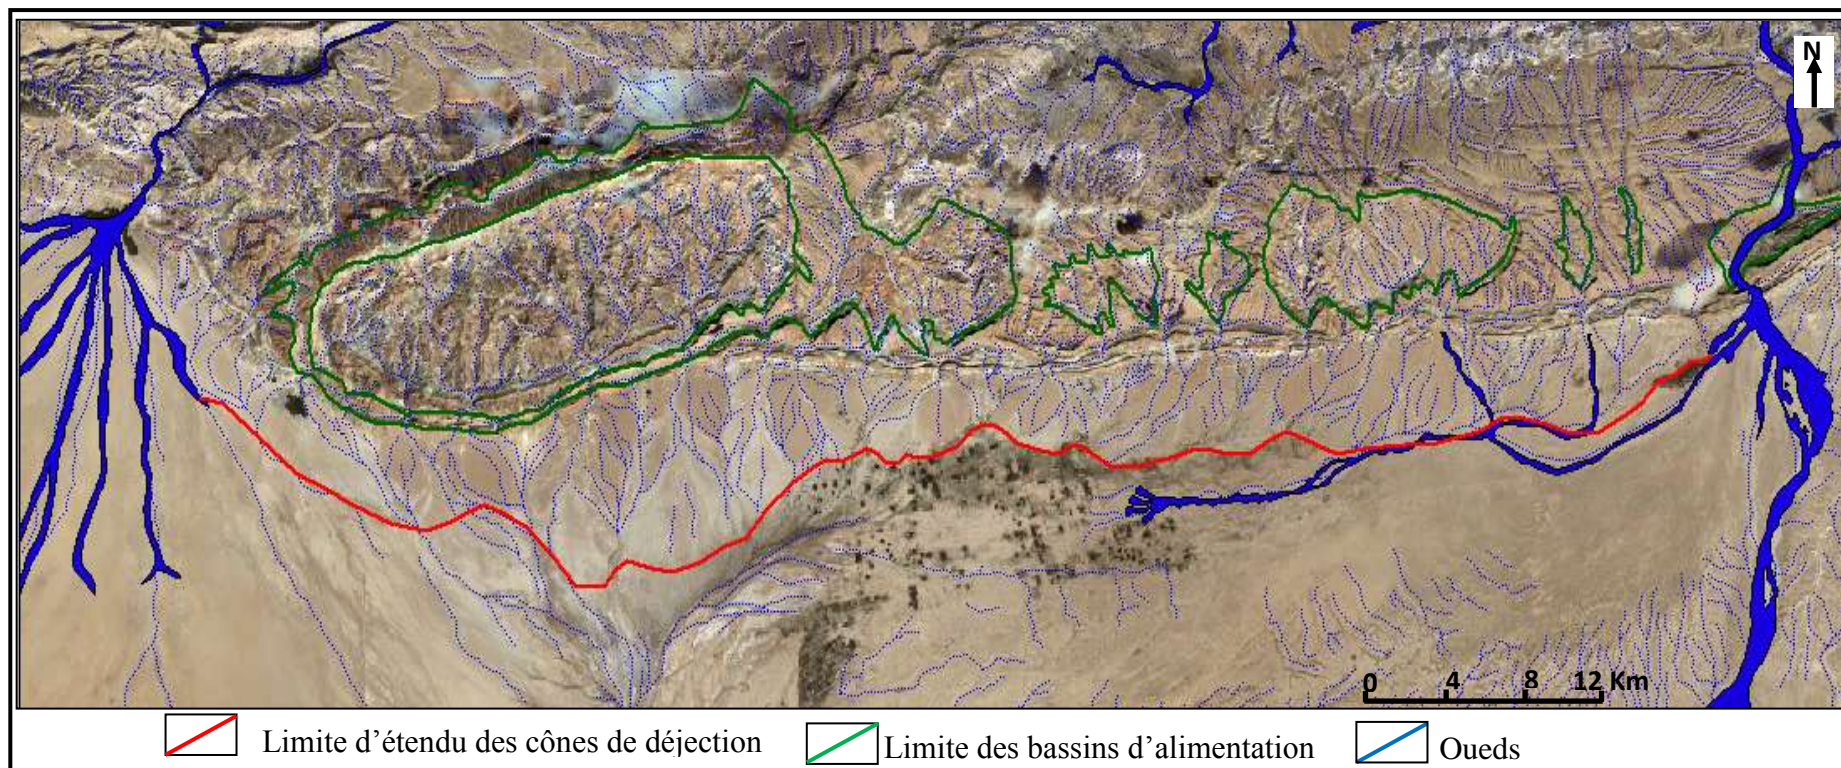 N
0 4 8 12 Km
Limite d’étendu des cônes de déjection
Limite des bassins d’alimentation
Oueds